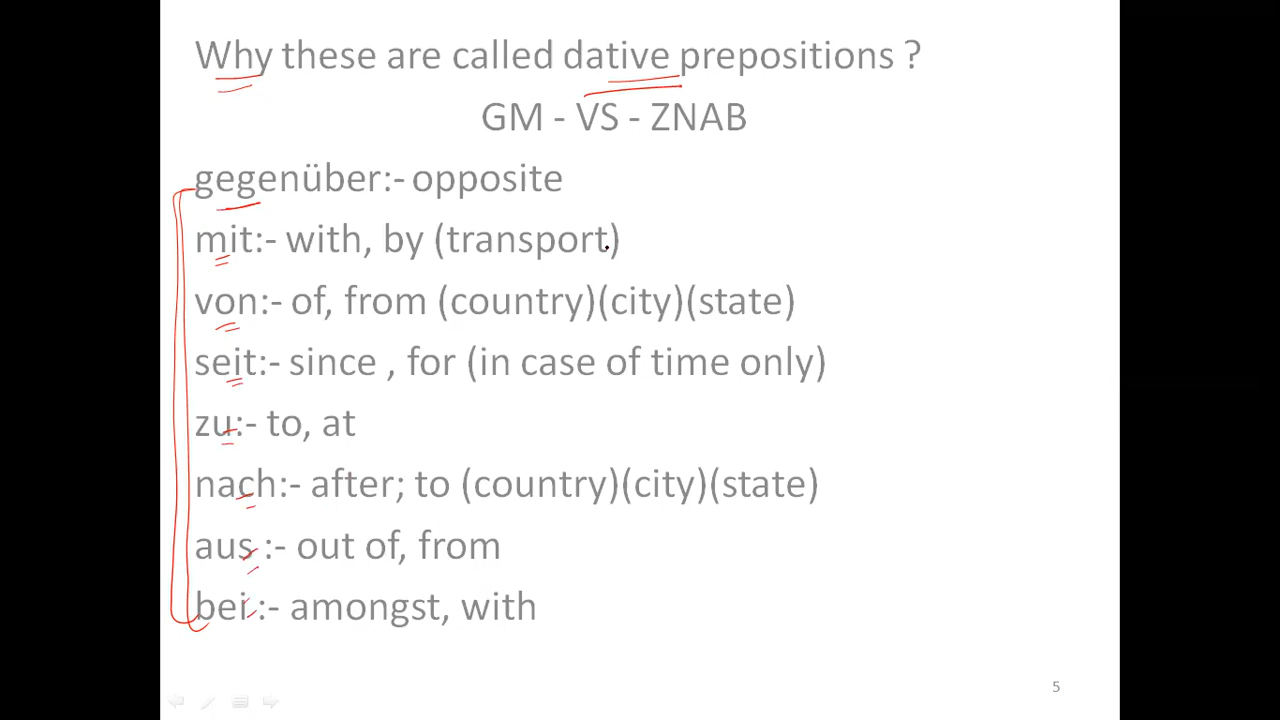 Why these are called dative prepositions ?
GM - VS - ZNAB
gegenüber:- opposite
mit:- with, by (transport)
von:- of, from (country)(city)(state)
seit:- since , for (in case of time only)
zu:- to, at
nach:- after; to (country)(city)(state)
aus :- out of, from
bei :- amongst, with
5